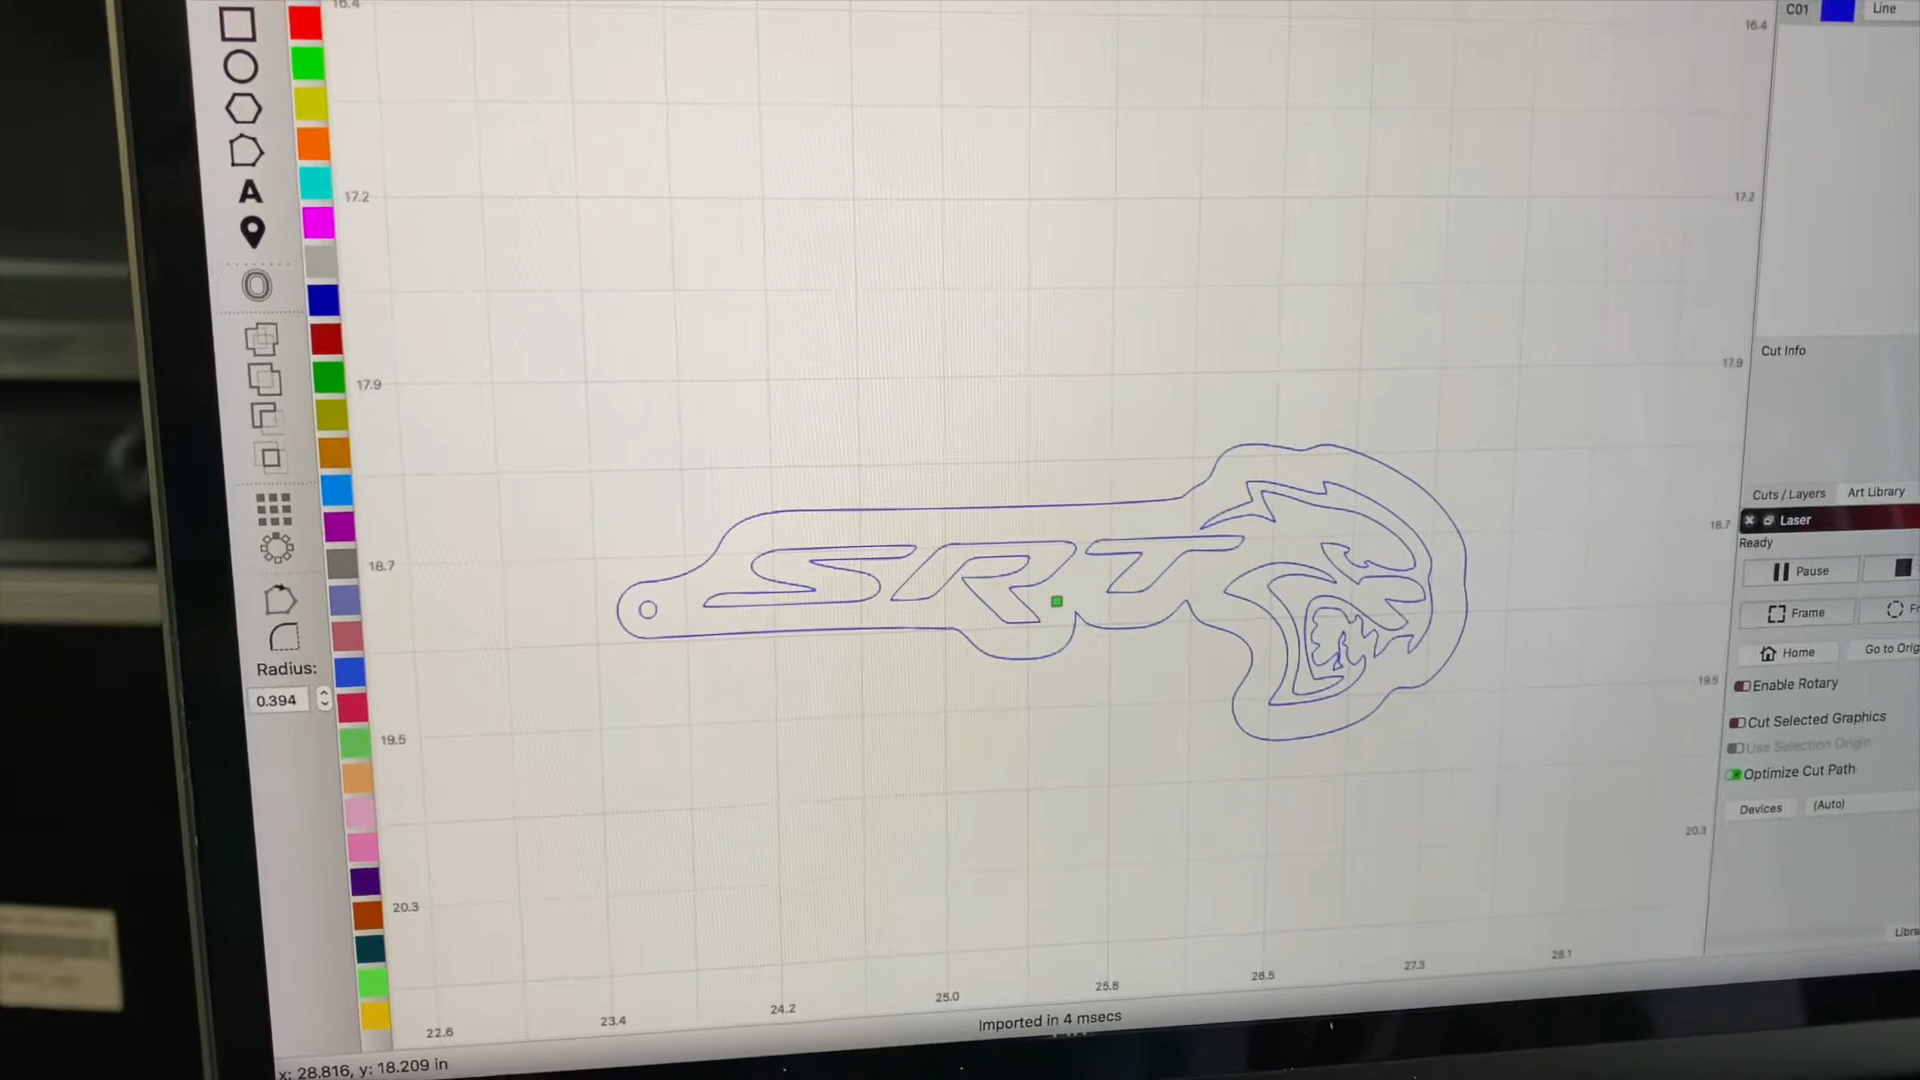 16.4
C01 Line
16.4
A
17.2
17.2
Cut Info
17.9
17.9
Cuts / Layers
Art Library
18.7
Laser
Ready
SRT
18.7
Pause
Frame
Fr
Radius:
Home
Go to Orig
0.394
19.5
Enable Rotary
Cut Selected Graphics
Use Selection Origin
19.5
Optimize Cut Path
Devices
(Auto)
20.3
20.3
Libra
22.6 23.4 24.2 25.0 25.8 26.5 27.3 28.1
Imported in 4 msecs
x: 28.816, y: 18.209 in